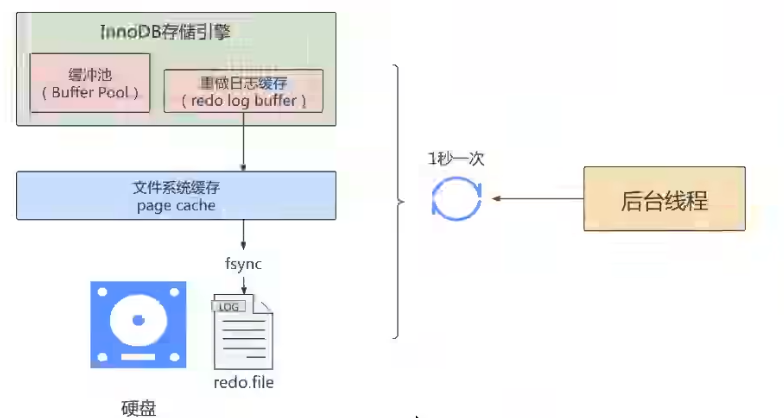 InnoDB存储引擎
缓冲池
( Buffer Pool )
重做日志缓存
( redo log buffer )
1秒一次
后台线程
文件系统缓存
page cache
fsync
LOG
redo.file
硬盘